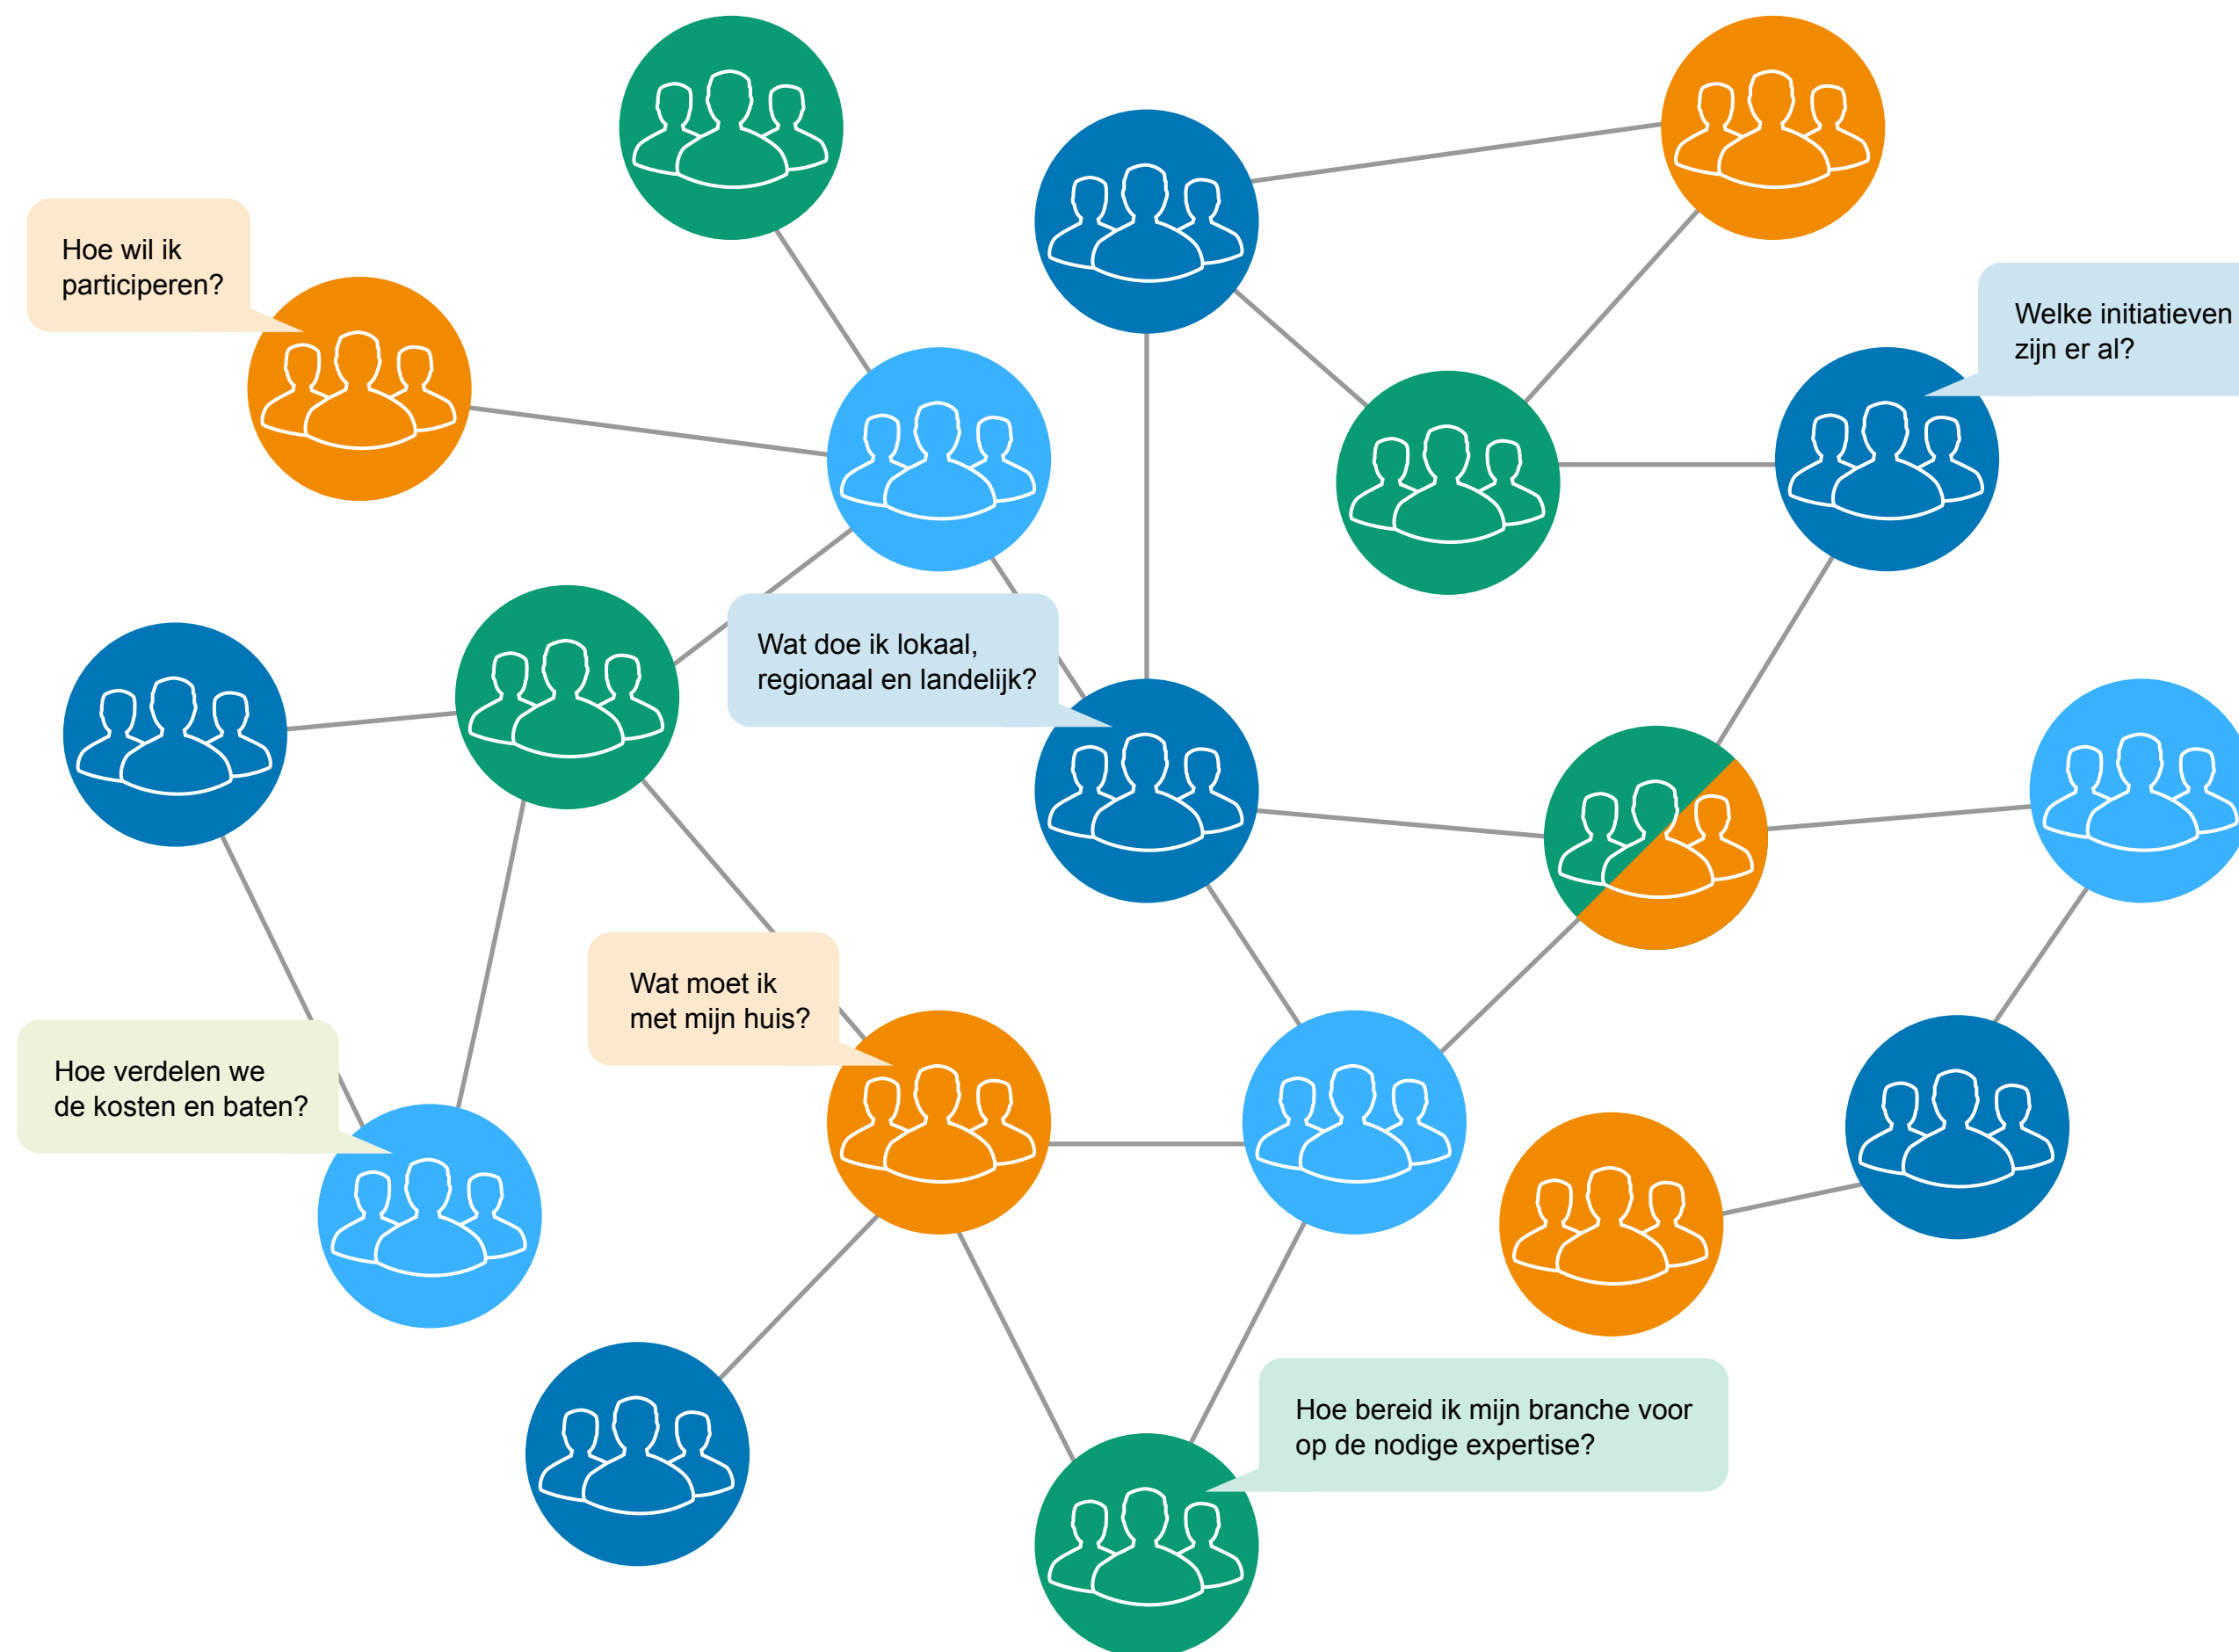 Hoe wil ik
participeren?
Welke initiatieven
zijn er al?
Wat doe ik lokaal,
regionaal en landelijk?
Wat moet ik
met mijn huis?
Hoe verdelen we
de kosten en baten?
Hoe bereid ik mijn branche voor
op de nodige expertise?